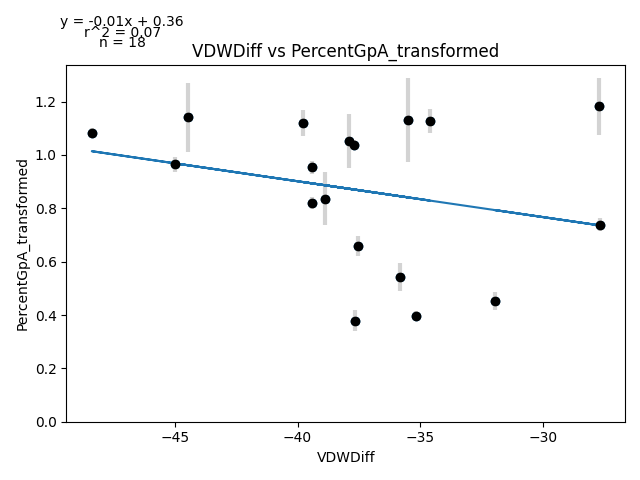 y = -0.01x + 0.36
r^2 = 0.07
n = 18
VDWDiff vs PercentGpA_transformed
PercentGpA_transformed
1.2
1.0
0.8
0.6
0.4
0.2
0.0
−45
−40
−35
−30
VDWDiff